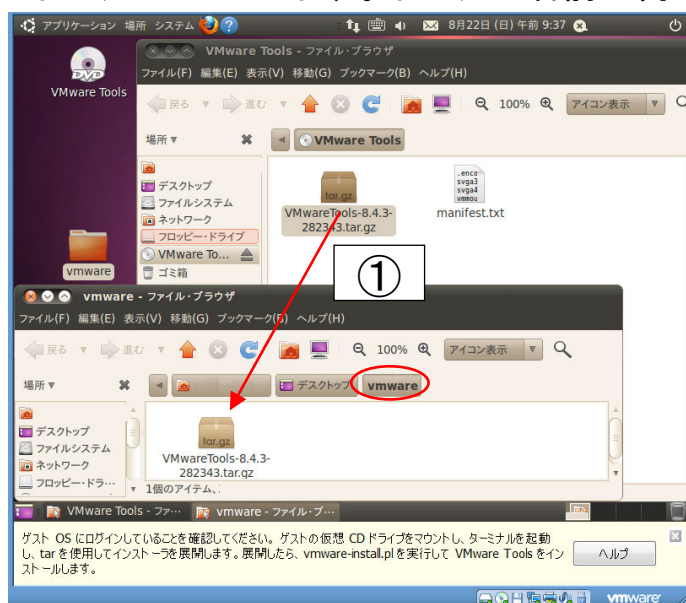 アプリケーション 場所 システム 8月22日 (日) 午前 9:37
VMware Tools - ファイル・ブラウザ
ファイル(F) 編集(E) 表示(V) 移動(G) ブックマーク(B) ヘルプ(H)
VMware Tools
戻る 進む 100% アイコン表示
場所 VMware Tools
デスクトップ
ファイルシステム
ネットワーク
フロッピー・ドライブ
VMware To...
ゴミ箱
tar.gz
VMwareTools-8.4.3-
282343.tar.gz
.enco
svga3
svga4
vmmou
manifest.txt
vmware
①
vmware - ファイル・ブラウザ
ファイル(F) 編集(E) 表示(V) 移動(G) ブックマーク(B) ヘルプ(H)
戻る 進む 100% アイコン表示
場所 デスクトップ vmware
デスクトップ
ファイルシステム
ネットワーク
フロッピー・ドラ…
tar.gz
VMwareTools-8.4.3-
282343.tar.gz
1個のアイテム、
VMware Tools - ファ… vmware - ファイル・ブ…
ゲスト OS にログインしていることを確認してください。ゲストの仮想 CD ドライブをマウントし、ターミナルを起動
し、tar を使用してインストーラを展開します。展開したら、vmware-install.pl を実行して VMware Tools をイン
ストールします。
ヘルプ
vmware